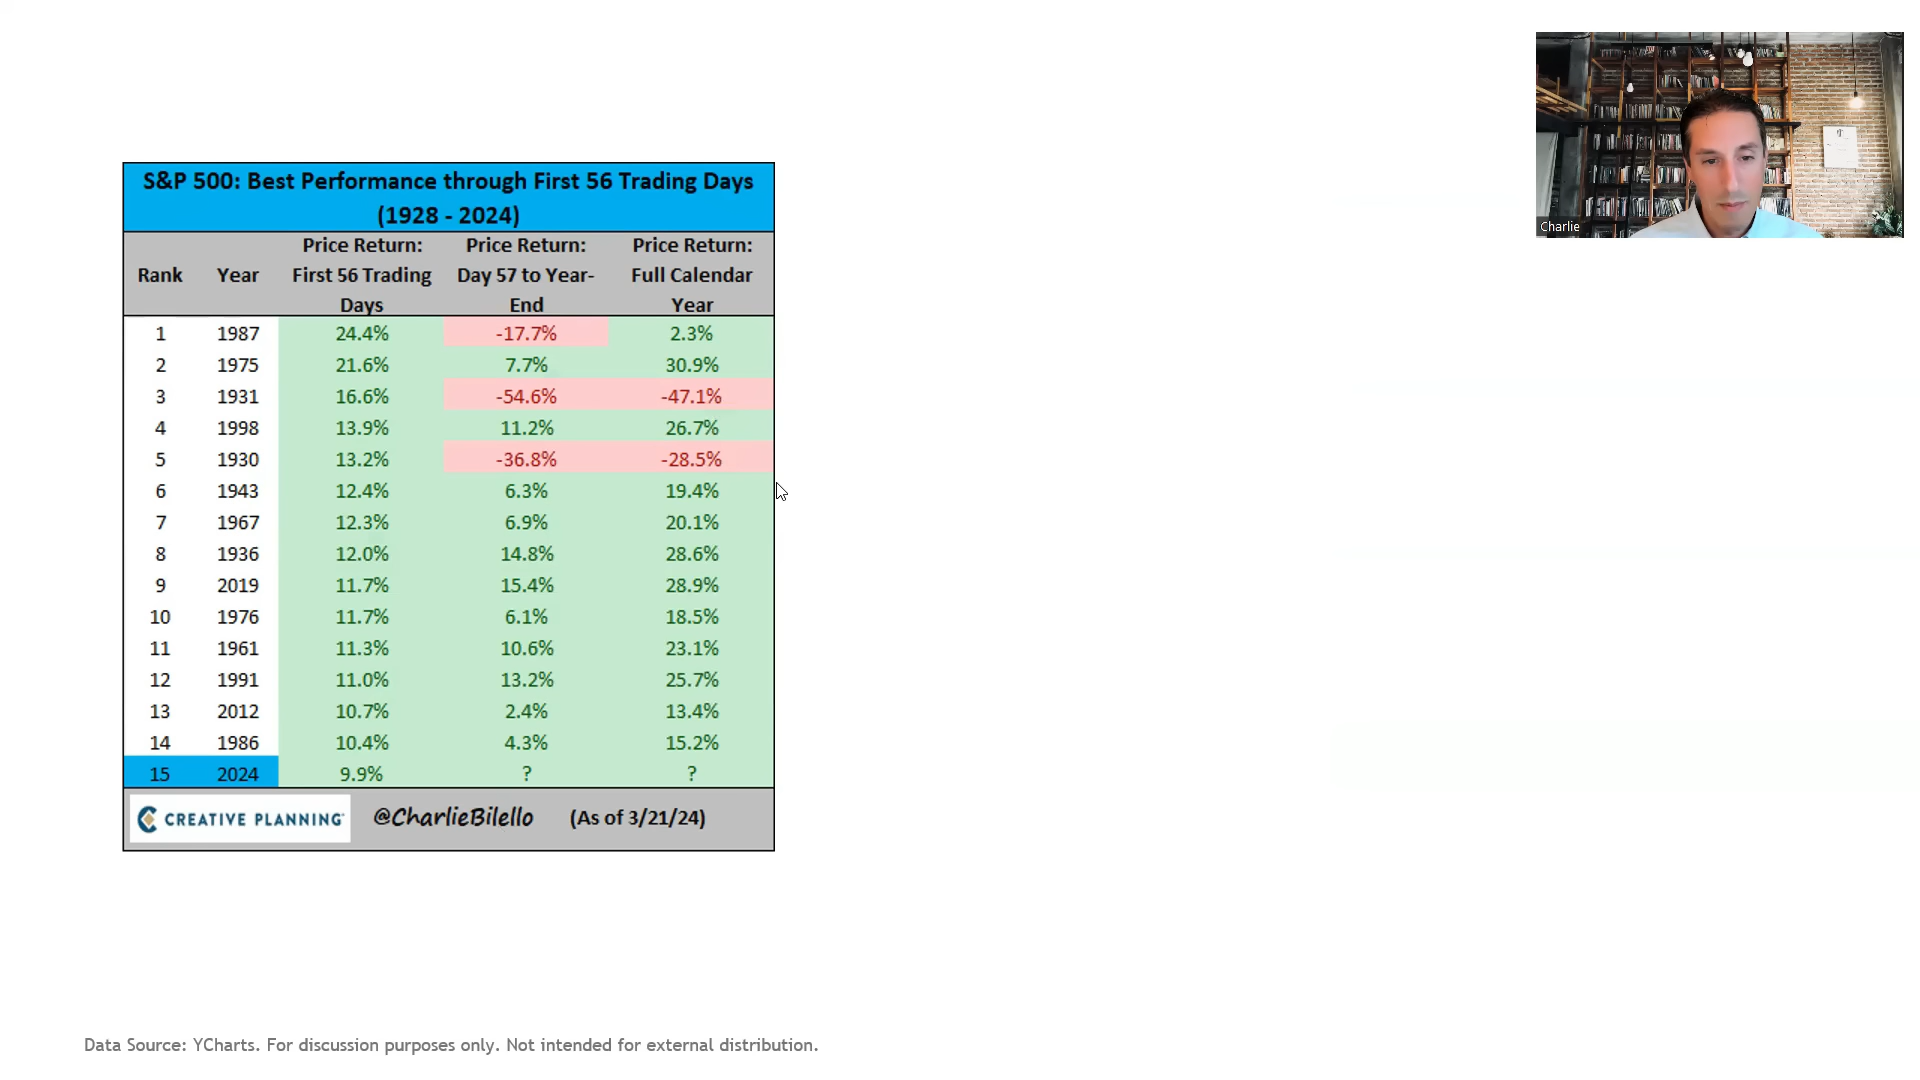 Charlie
S&P 500: Best Performance through First 56 Trading Days
(1928 - 2024)
Rank Year Price Return: First 56 Trading Days Price Return: Day 57 to Year-End Price Return: Full Calendar Year
1 1987 24.4% -17.7% 2.3%
2 1975 21.6% 7.7% 30.9%
3 1931 16.6% -54.6% -47.1%
4 1998 13.9% 11.2% 26.7%
5 1930 13.2% -36.8% -28.5%
6 1943 12.4% 6.3% 19.4%
7 1967 12.3% 6.9% 20.1%
8 1936 12.0% 14.8% 28.6%
9 2019 11.7% 15.4% 28.9%
10 1976 11.7% 6.1% 18.5%
11 1961 11.3% 10.6% 23.1%
12 1991 11.0% 13.2% 25.7%
13 2012 10.7% 2.4% 13.4%
14 1986 10.4% 4.3% 15.2%
15 2024 9.9% ? ?
CREATIVE PLANNING @CharlieBilello (As of 3/21/24)
Data Source: YCharts. For discussion purposes only. Not intended for external distribution.